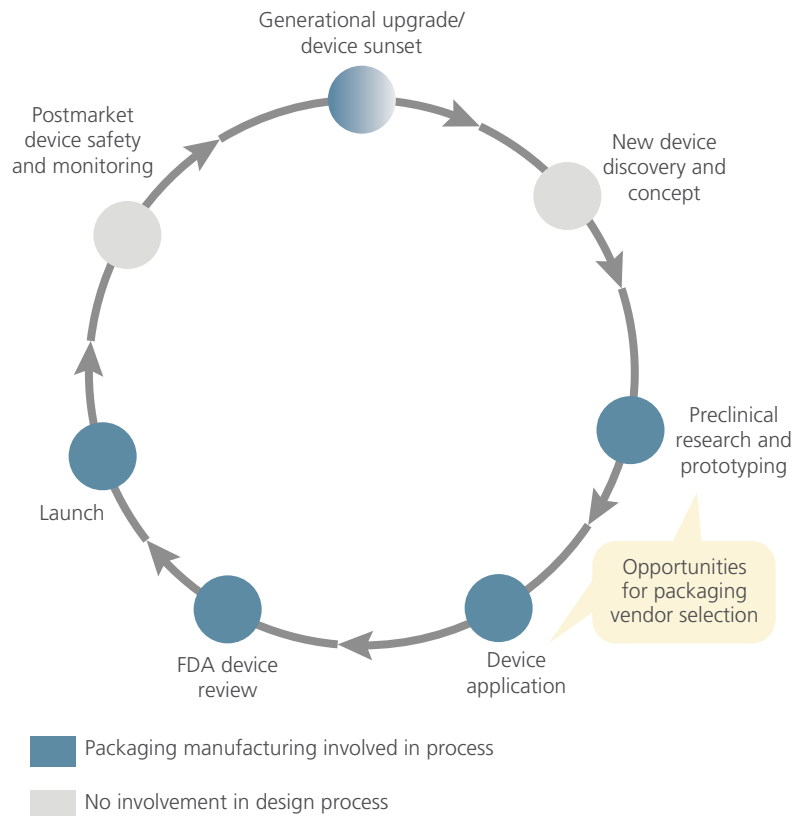 Generational upgrade/
device sunset
Postmarket
device safety
and monitoring
New device
discovery and
concept
Preclinical
research and
prototyping
Opportunities
for packaging
vendor selection
Launch
FDA device
review
Device
application
Packaging manufacturing involved in process
No involvement in design process